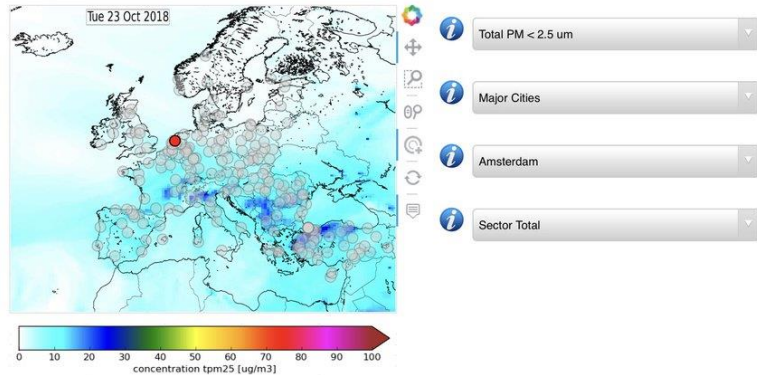 Tue 23 Oct 2018
Total PM < 2.5 um
Major Cities
Amsterdam
Sector Total
0 10 20 30 40 50 60 70 80 90 100
concentration tpm25 [ug/m3]